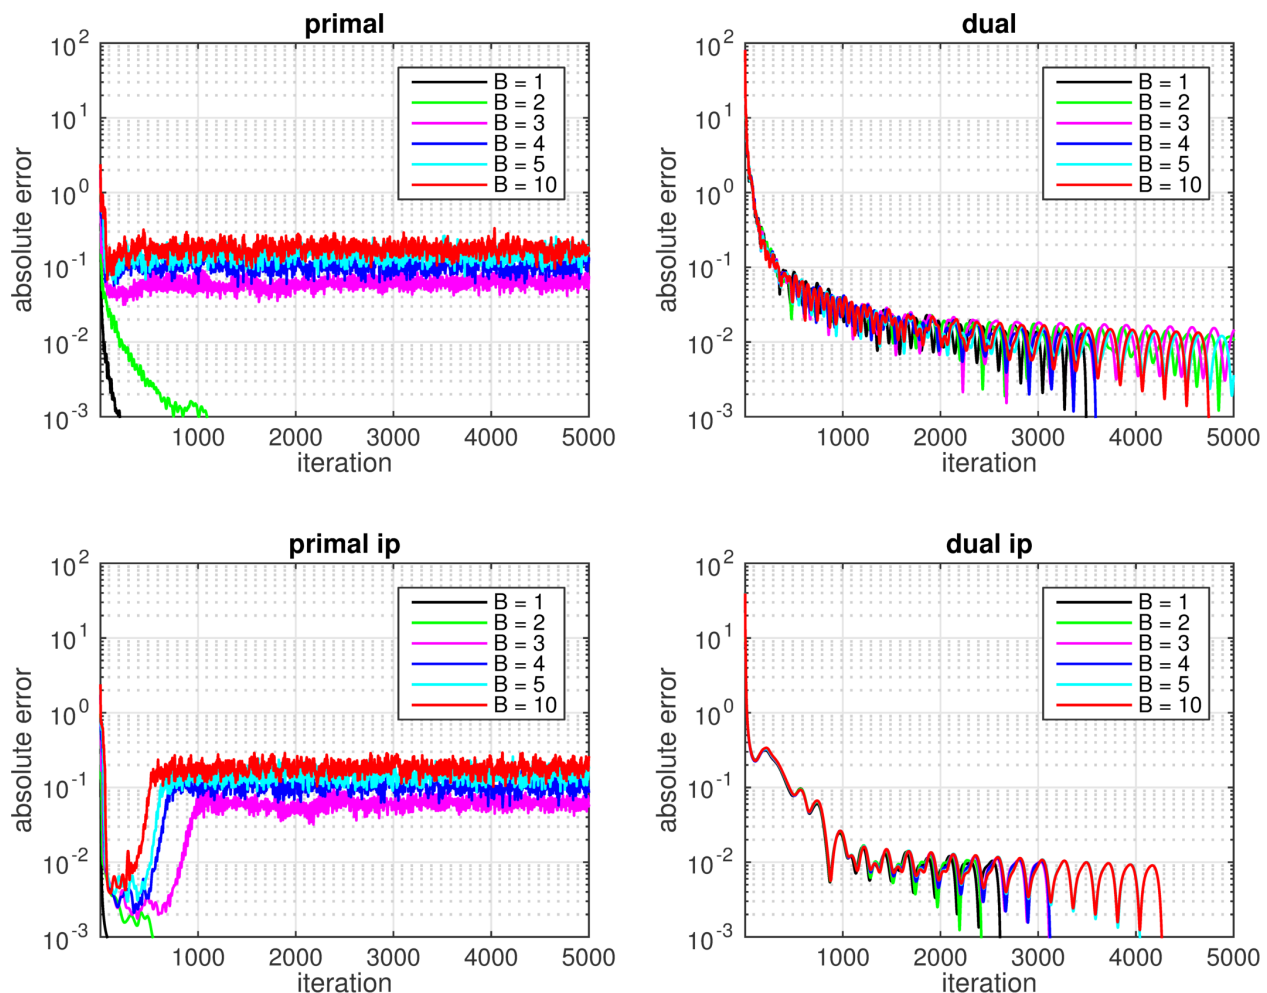 primal
10^2
10^1
10^0
10^-1
10^-2
10^-3
absolute error
B = 1
B = 2
B = 3
B = 4
B = 5
B = 10
1000 2000 3000 4000 5000
iteration
dual
10^2
10^1
10^0
10^-1
10^-2
10^-3
absolute error
B = 1
B = 2
B = 3
B = 4
B = 5
B = 10
1000 2000 3000 4000 5000
iteration
primal ip
10^2
10^1
10^0
10^-1
10^-2
10^-3
absolute error
B = 1
B = 2
B = 3
B = 4
B = 5
B = 10
1000 2000 3000 4000 5000
iteration
dual ip
10^2
10^1
10^0
10^-1
10^-2
10^-3
absolute error
B = 1
B = 2
B = 3
B = 4
B = 5
B = 10
1000 2000 3000 4000 5000
iteration